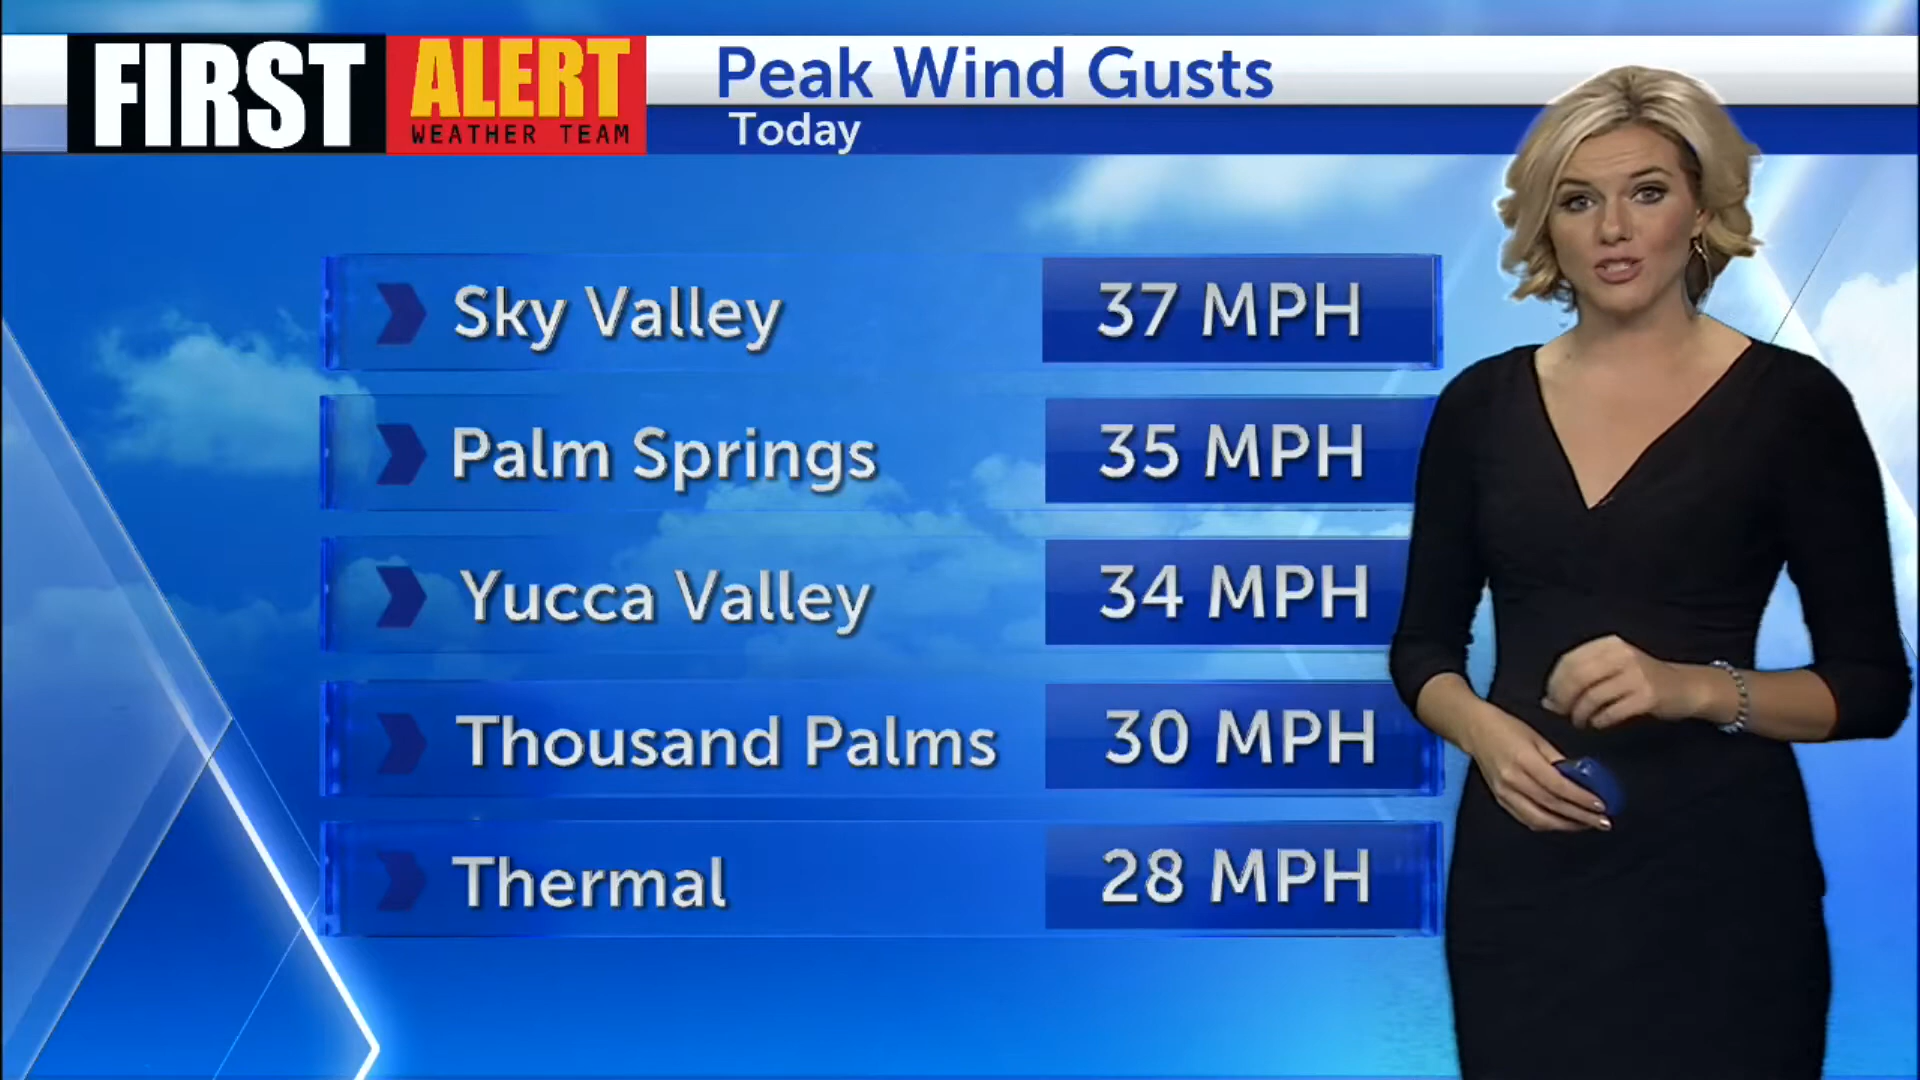 FIRST ALERT
WEATHER TEAM
Peak Wind Gusts
Today
Sky Valley 37 MPH
Palm Springs 35 MPH
Yucca Valley 34 MPH
Thousand Palms 30 MPH
Thermal 28 MPH